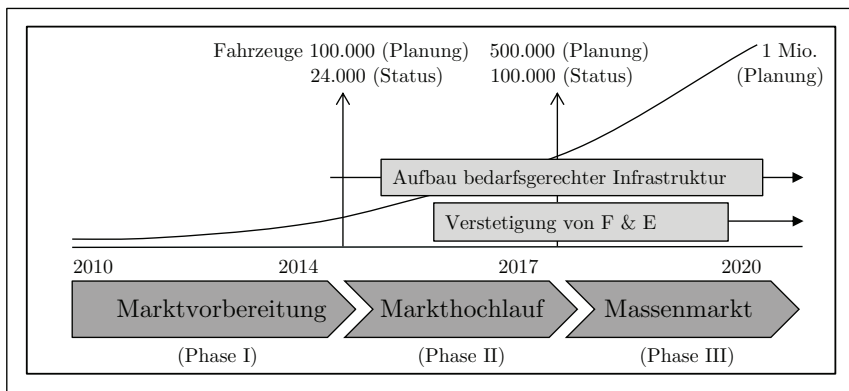 Fahrzeuge 100.000 (Planung)
24.000 (Status)
500.000 (Planung)
100.000 (Status)
1 Mio.
(Planung)
Aufbau bedarfsgerechter Infrastruktur
Verstetigung von F & E
2010 2014 2017 2020
Marktvorbereitung Markthochlauf Massenmarkt
(Phase I) (Phase II) (Phase III)